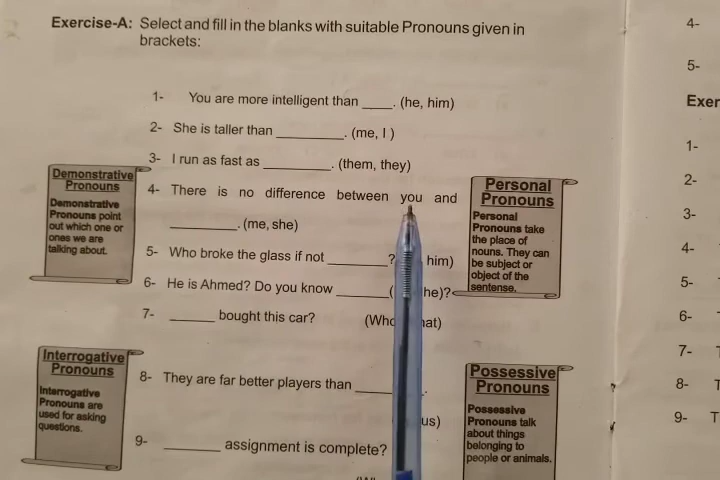 Exercise-A: Select and fill in the blanks with suitable Pronouns given in
brackets:
1- You are more intelligent than ____. (he, him)
2- She is taller than _________. (me, I )
3- I run as fast as _________. (them, they)
4- There is no difference between you and
_________. (me, she)
5- Who broke the glass if not ________? him)
6- He is Ahmed? Do you know _______( he)?
7- ______ bought this car? (Who at)
8- They are far better players than _____.
us)
9- ________ assignment is complete?
Demonstrative
Pronouns
Demonstrative
Pronouns point
out which one or
ones we are
talking about.
Personal
Pronouns
Personal
Pronouns take
the place of
nouns. They can
be subject or
object of the
sentence.
Interrogative
Pronouns
Interrogative
Pronouns are
used for asking
questions.
Possessive
Pronouns
Possessive
Pronouns talk
about things
belonging to
people or animals.
4-
5-
Exer
1-
2-
3-
4-
5-
6-
7- T
8- T
9- T